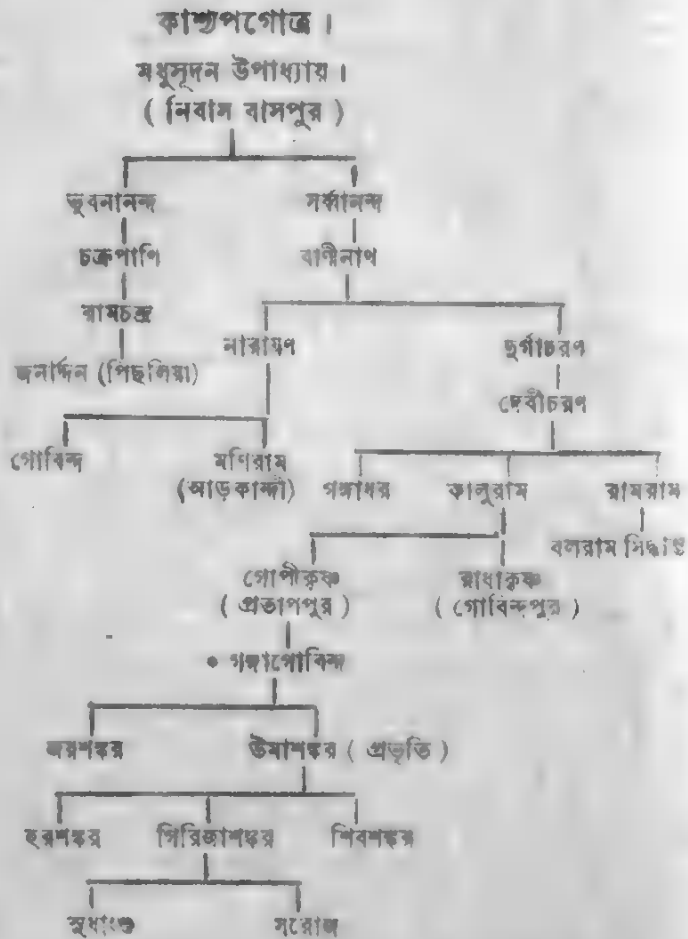 কাশ্যপগোত্র ।
মধুসূদন উপাধ্যায় ।
( নিবাস বাসপুর )
ভুবনানন্দ সর্ব্বানন্দ
চক্রপাণি বাণীনাথ
রামচন্দ্র
নারায়ণ দুর্গাচরণ
জনার্দ্দন (পিছলিয়া)
দেবীচরণ
গোবিন্দ মণিরাম গঙ্গাধর কালুরাম রামরাম
(আড়কান্দী)
বলরাম সিদ্ধান্ত
গোপীকৃষ্ণ রাধাকৃষ্ণ
( প্রতাপপুর ) ( গোবিন্দপুর )
• গঙ্গাগোবিন্দ
জয়শঙ্কর উমাশঙ্কর ( প্রভৃতি )
হরশঙ্কর গিরিজাশঙ্কর শিবশঙ্কর
সুধাংশু সরোজ